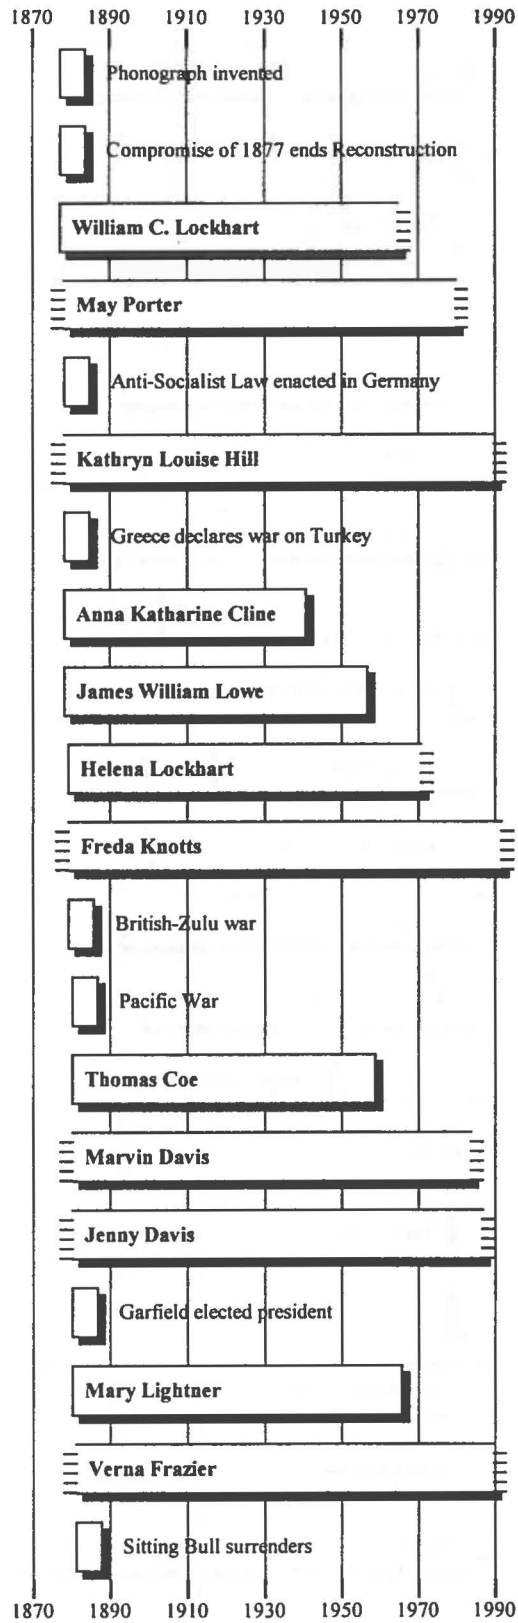 1870 1890 1910 1930 1950 1970 1990
Phonograph invented
Compromise of 1877 ends Reconstruction
William C. Lockhart
May Porter
Anti-Socialist Law enacted in Germany
Kathryn Louise Hill
Greece declares war on Turkey
Anna Katharine Cline
James William Lowe
Helena Lockhart
Freda Knotts
British-Zulu war
Pacific War
Thomas Coe
Marvin Davis
Jenny Davis
Garfield elected president
Mary Lightner
Verna Frazier
Sitting Bull surrenders
1870 1890 1910 1930 1950 1970 1990